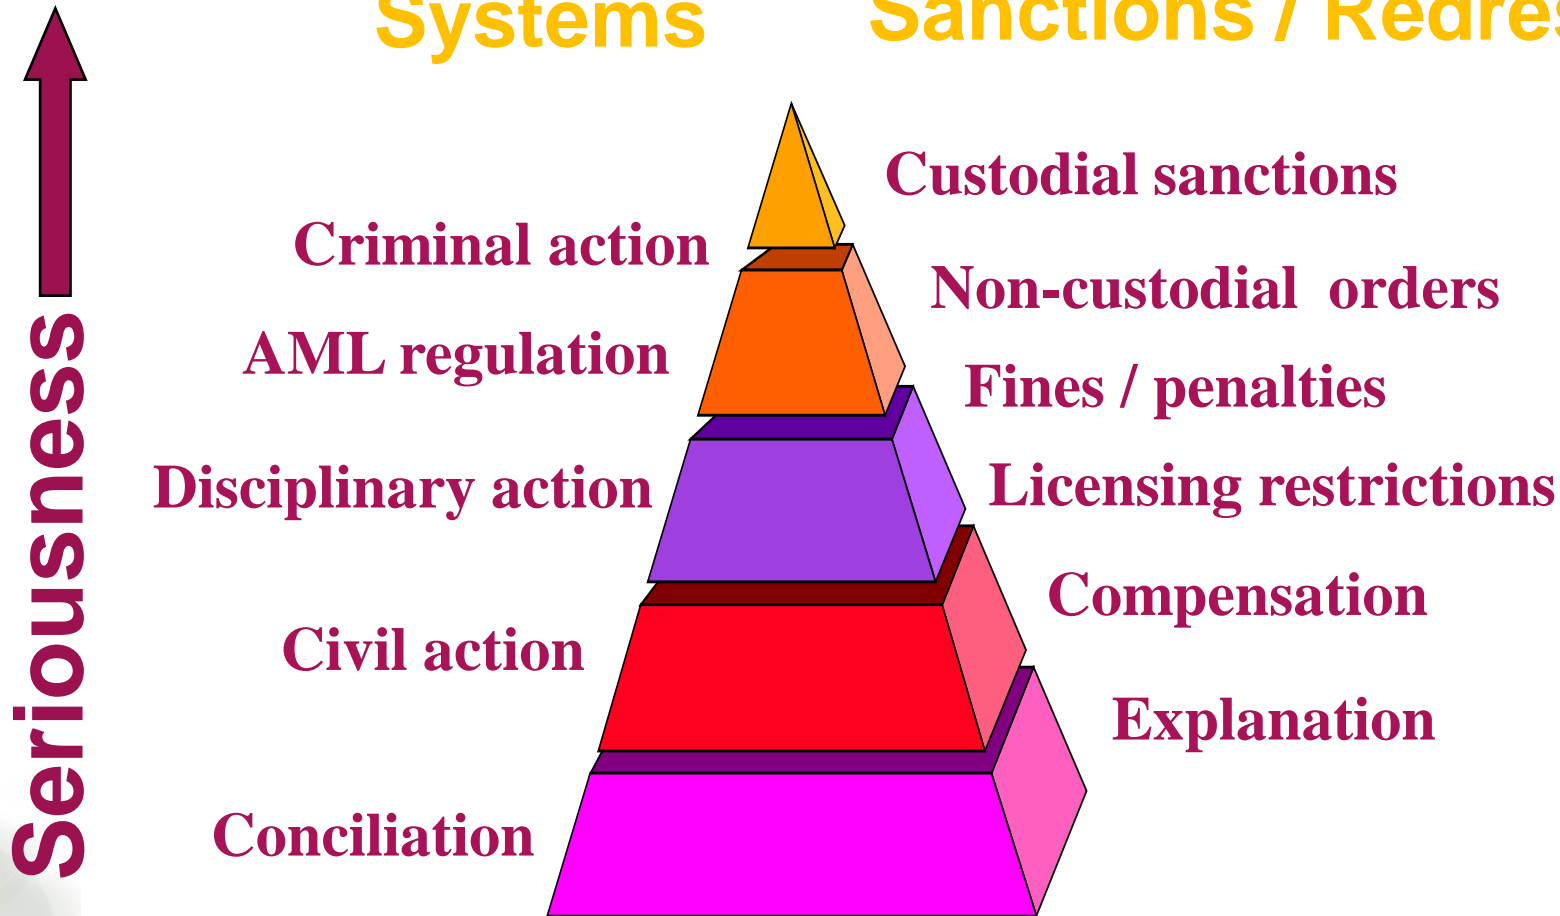 Systems
Sanctions / Redres
Custodial sanctions
Criminal action
Non-custodial orders
AML regulation
Fines / penalties
Disciplinary action
Licensing restrictions
Compensation
Civil action
Explanation
Conciliation
Seriousness